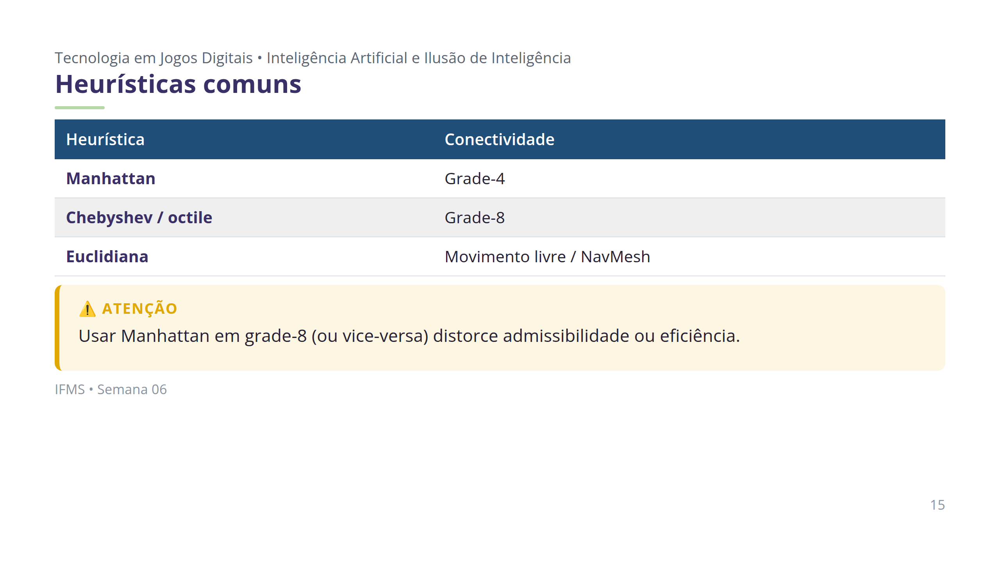 Tecnologia em Jogos Digitais • Inteligência Artificial e Ilusão de Inteligência
Heurísticas comuns
Heurística Conectividade
Manhattan Grade-4
Chebyshev / octile Grade-8
Euclidiana Movimento livre / NavMesh
⚠️ ATENÇÃO
Usar Manhattan em grade-8 (ou vice-versa) distorce admissibilidade ou eficiência.
IFMS • Semana 06
15